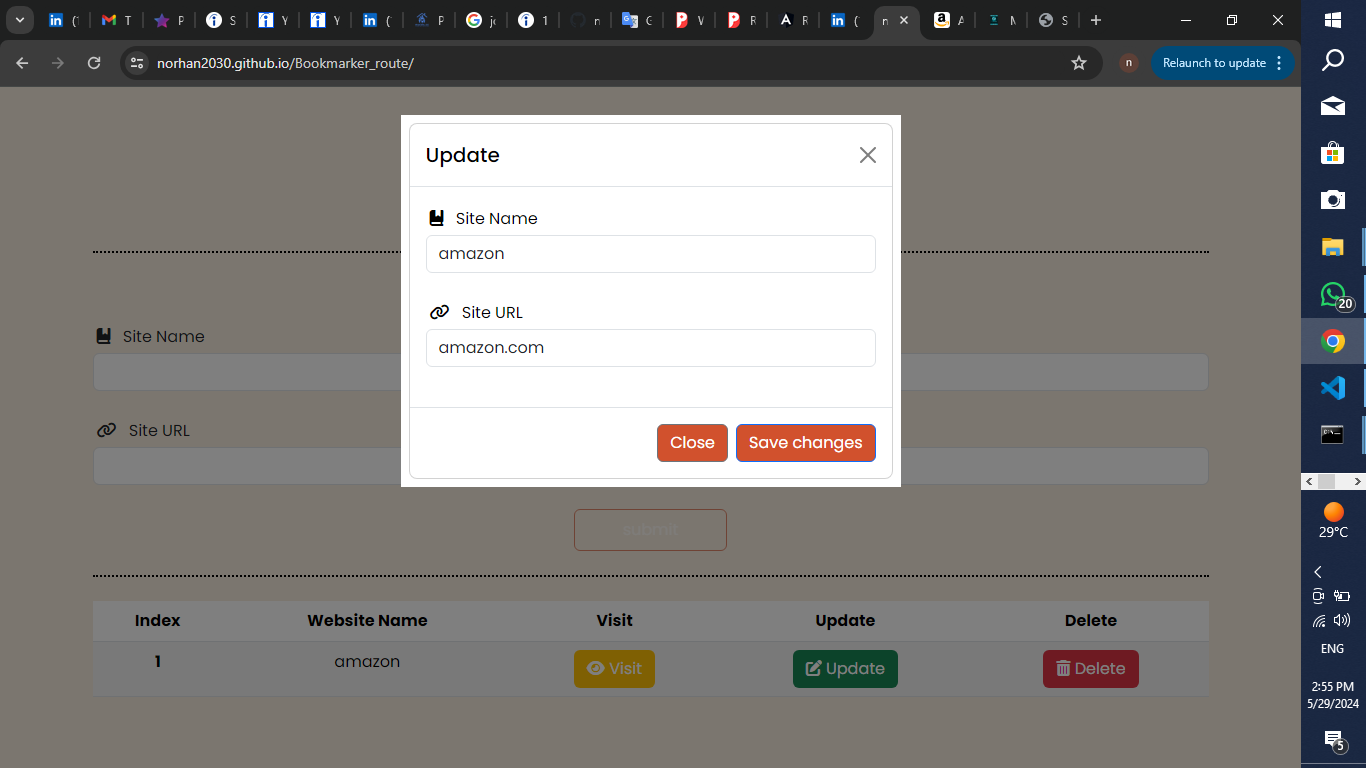 norhan2030.github.io/Bookmarker_route/
n
Relaunch to update
Update
Site Name
amazon
Site URL
amazon.com
Close
Save changes
Site Name
Site URL
submit
Index Website Name Visit Update Delete
1 amazon Visit Update Delete
20
29°C
ENG
2:55 PM
5/29/2024
5